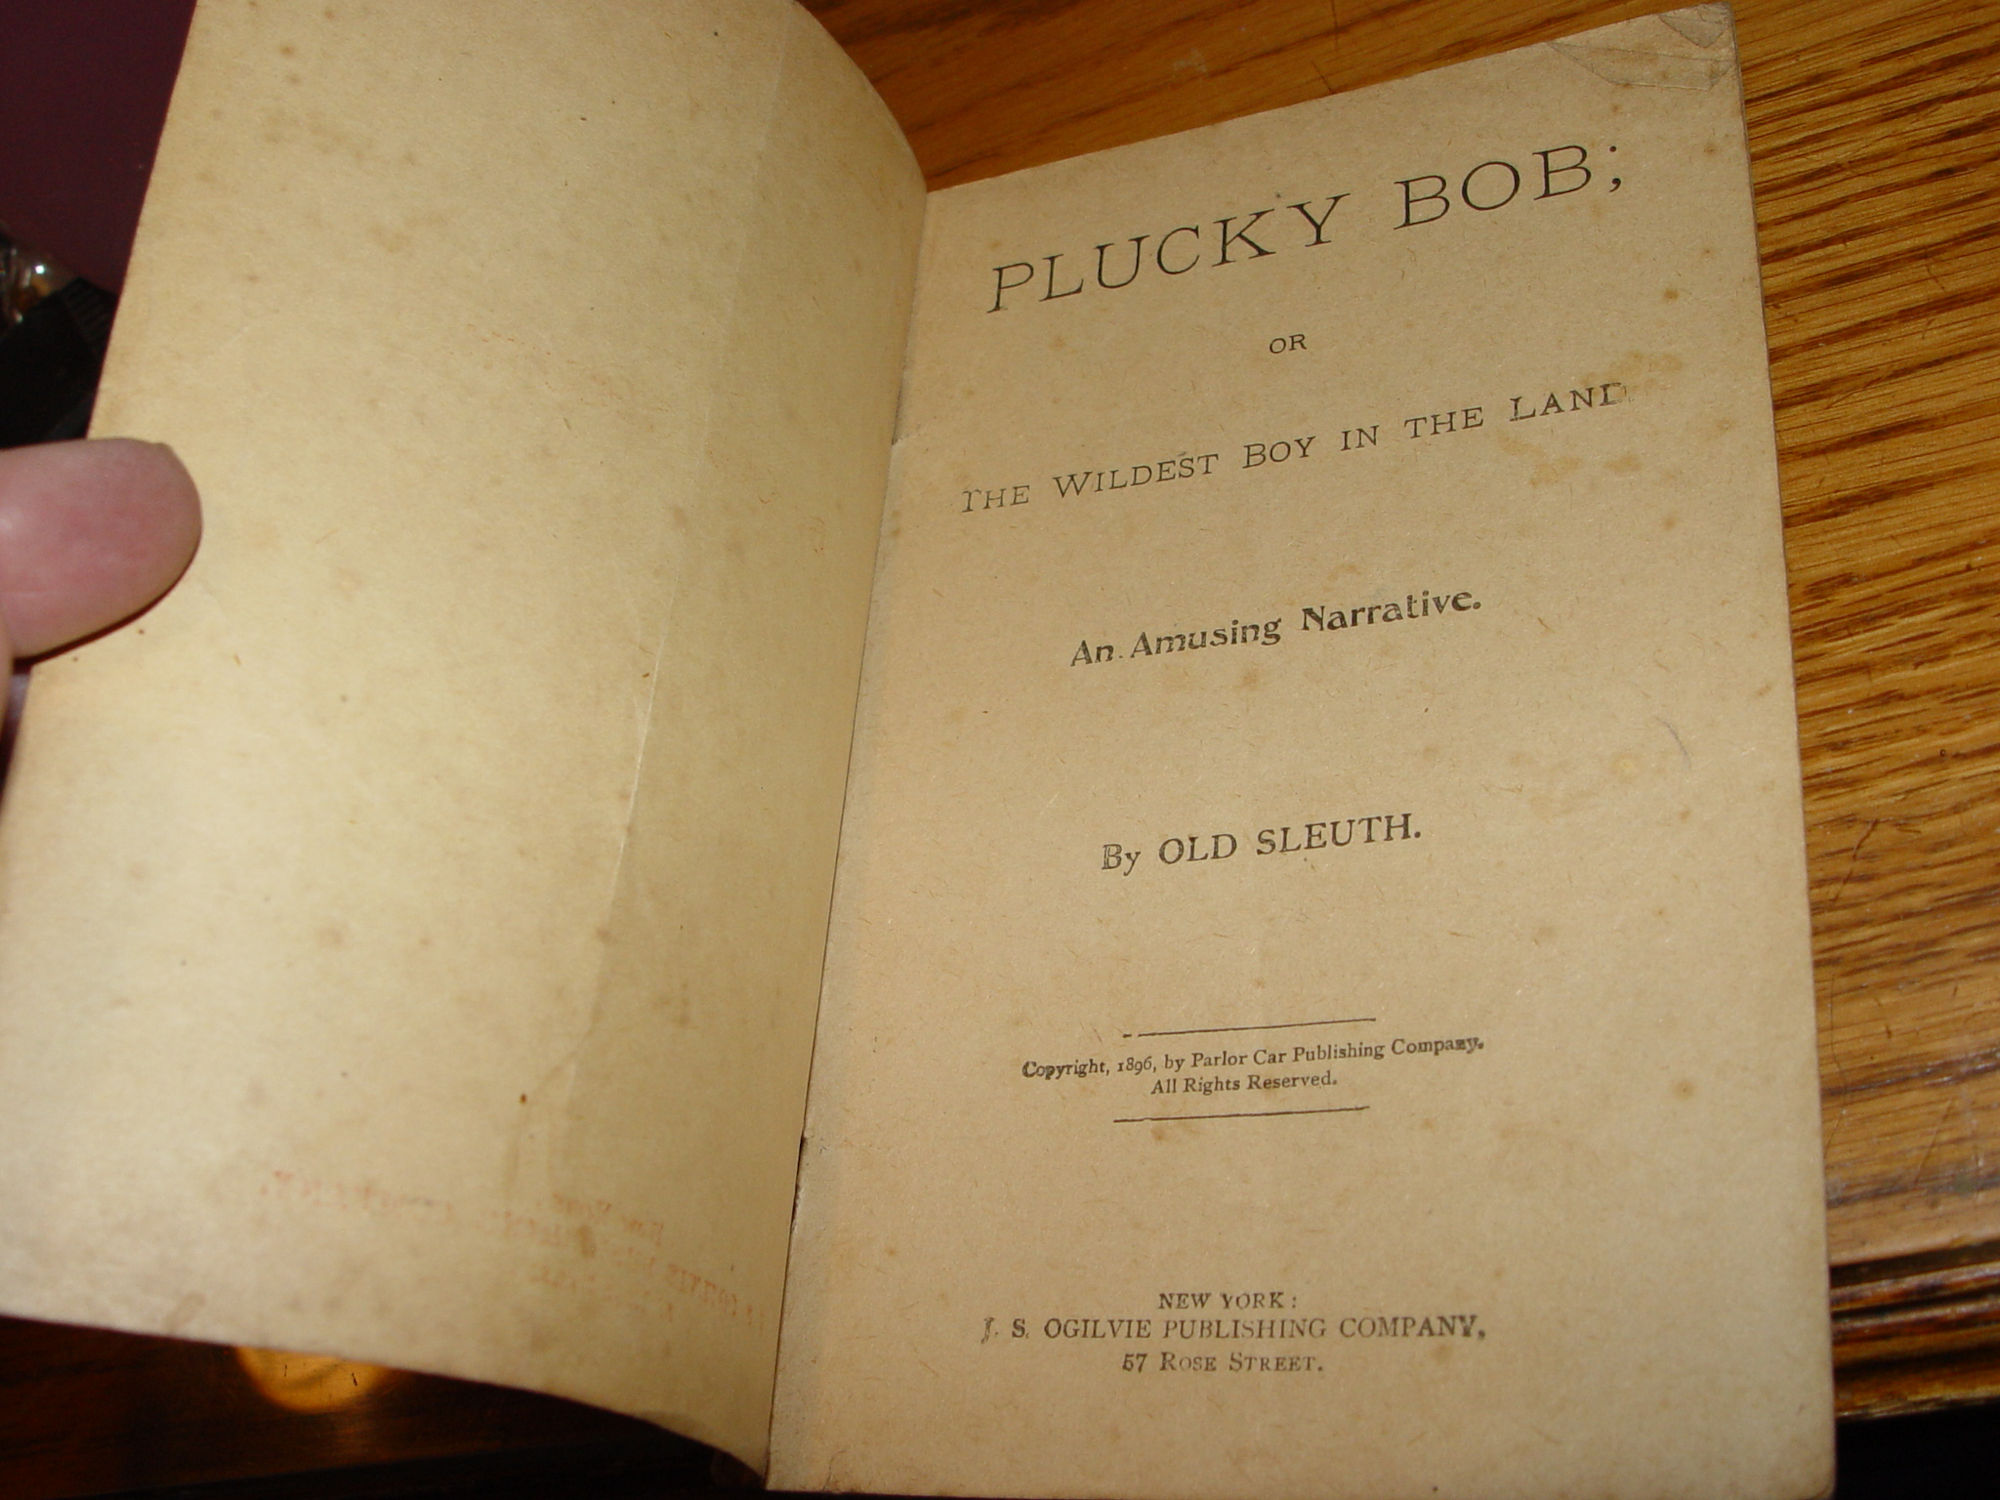 PLUCKY BOB;
OR
THE WILDEST BOY IN THE LAND
An Amusing Narrative.
By OLD SLEUTH.
Copyright, 1896, by Parlor Car Publishing Company.
All Rights Reserved.
NEW YORK:
J. S. OGILVIE PUBLISHING COMPANY,
57 ROSE STREET.